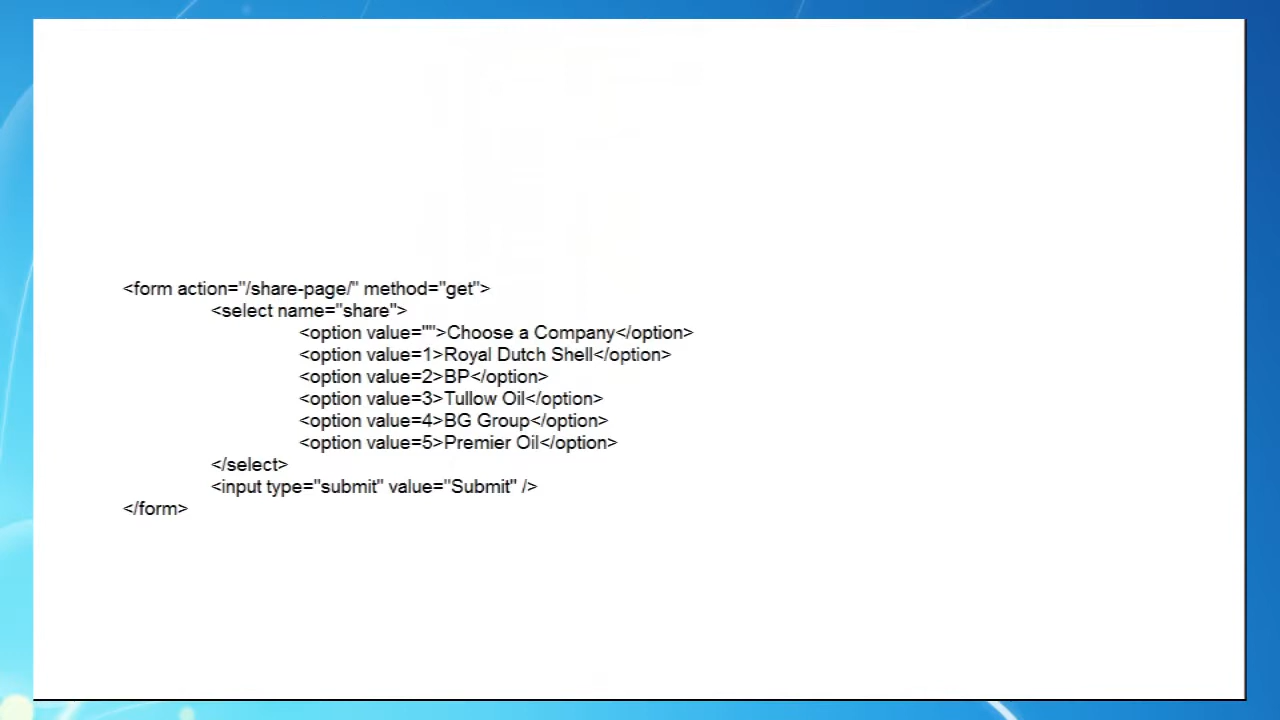 <form action="/share-page/" method="get">
<select name="share">
<option value="">Choose a Company</option>
<option value=1>Royal Dutch Shell</option>
<option value=2>BP</option>
<option value=3>Tullow Oil</option>
<option value=4>BG Group</option>
<option value=5>Premier Oil</option>
</select>
<input type="submit" value="Submit" />
</form>